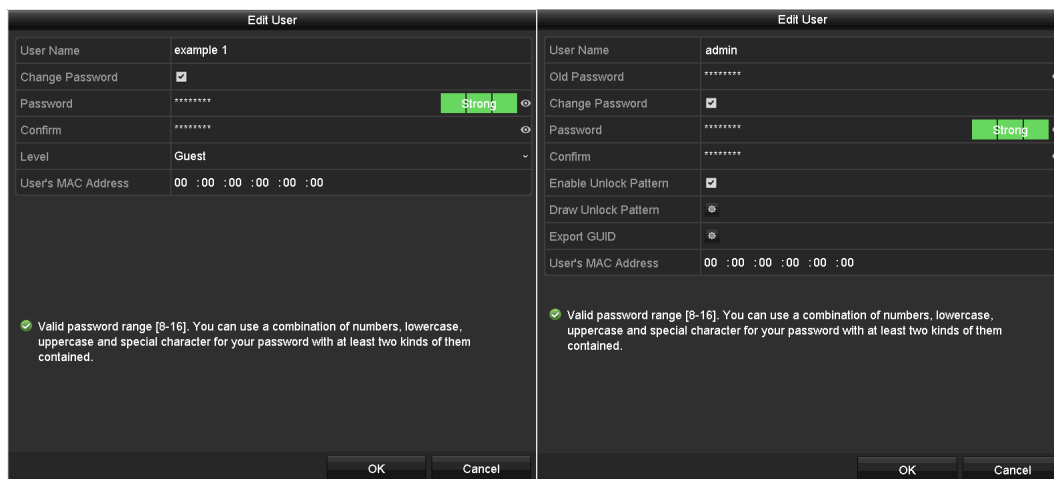 Edit User
User Name example 1
Change Password
Password ******** Strong
Confirm ********
Level Guest
User's MAC Address 00 :00 :00 :00 :00 :00
Valid password range [8-16]. You can use a combination of numbers, lowercase,
uppercase and special character for your password with at least two kinds of them
contained.
OK Cancel
Edit User
User Name admin
Old Password ********
Change Password
Password ******** Strong
Confirm ********
Enable Unlock Pattern
Draw Unlock Pattern
Export GUID
User's MAC Address 00 :00 :00 :00 :00 :00
Valid password range [8-16]. You can use a combination of numbers, lowercase,
uppercase and special character for your password with at least two kinds of them
contained.
OK Cancel